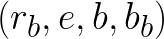 (r_b, e, b, b_b)